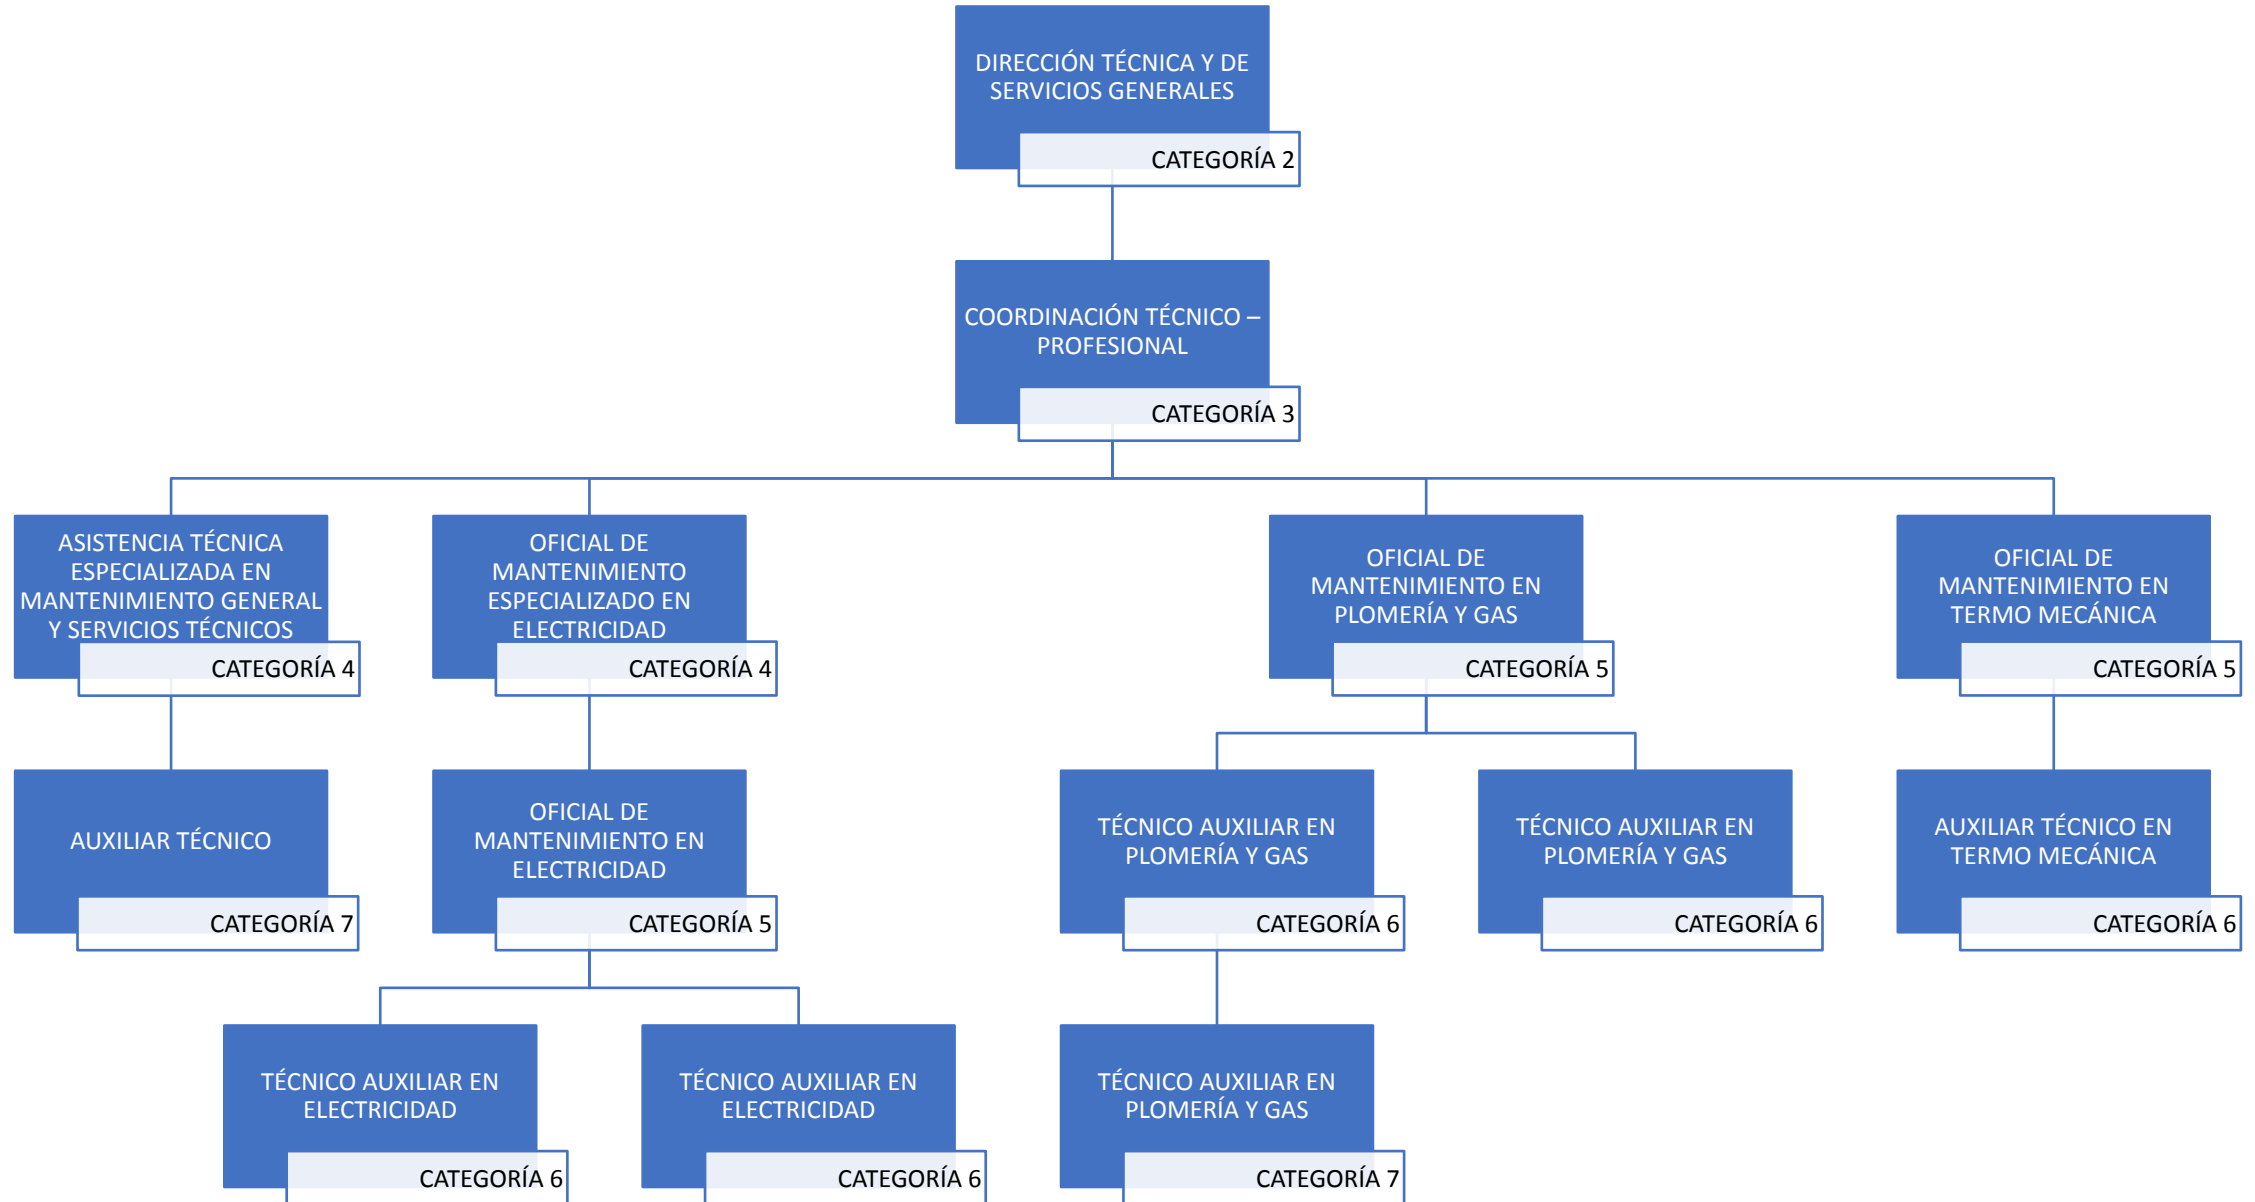 DIRECCIÓN TÉCNICA Y DE
SERVICIOS GENERALES
CATEGORÍA 2
COORDINACIÓN TÉCNICO –
PROFESIONAL
CATEGORÍA 3
ASISTENCIA TÉCNICA
ESPECIALIZADA EN
MANTENIMIENTO GENERAL
Y SERVICIOS TÉCNICOS
CATEGORÍA 4
OFICIAL DE
MANTENIMIENTO
ESPECIALIZADO EN
ELECTRICIDAD
CATEGORÍA 4
OFICIAL DE
MANTENIMIENTO EN
PLOMERÍA Y GAS
CATEGORÍA 5
OFICIAL DE
MANTENIMIENTO EN
TERMO MECÁNICA
CATEGORÍA 5
AUXILIAR TÉCNICO
CATEGORÍA 7
OFICIAL DE
MANTENIMIENTO EN
ELECTRICIDAD
CATEGORÍA 5
TÉCNICO AUXILIAR EN
PLOMERÍA Y GAS
CATEGORÍA 6
TÉCNICO AUXILIAR EN
PLOMERÍA Y GAS
CATEGORÍA 6
AUXILIAR TÉCNICO EN
TERMO MECÁNICA
CATEGORÍA 6
TÉCNICO AUXILIAR EN
ELECTRICIDAD
CATEGORÍA 6
TÉCNICO AUXILIAR EN
ELECTRICIDAD
CATEGORÍA 6
TÉCNICO AUXILIAR EN
PLOMERÍA Y GAS
CATEGORÍA 7